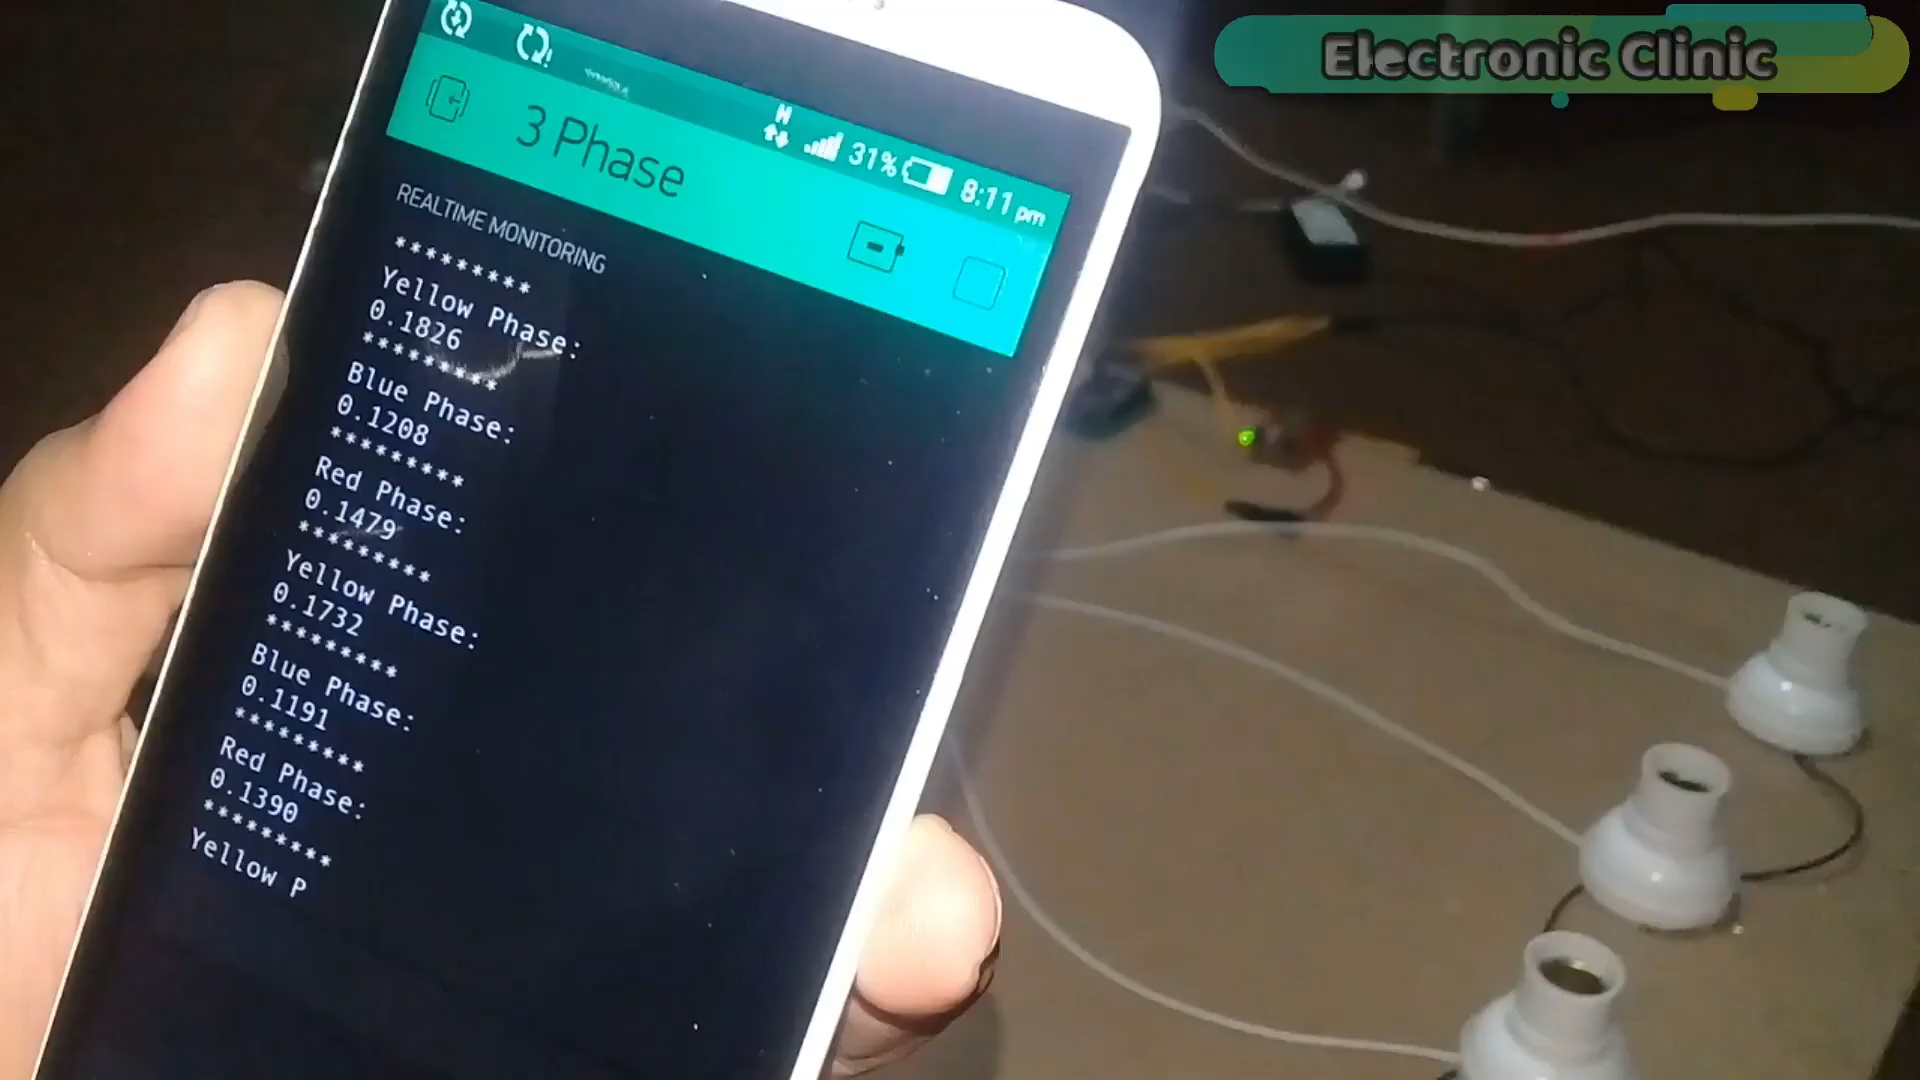 Electronic Clinic
31% 8:11 pm
3 Phase
REALTIME MONITORING
*********
Yellow Phase:
0.1826
*********
Blue Phase:
0.1208
*********
Red Phase:
0.1479
*********
Yellow Phase:
0.1732
*********
Blue Phase:
0.1191
*********
Red Phase:
0.1390
*********
Yellow P